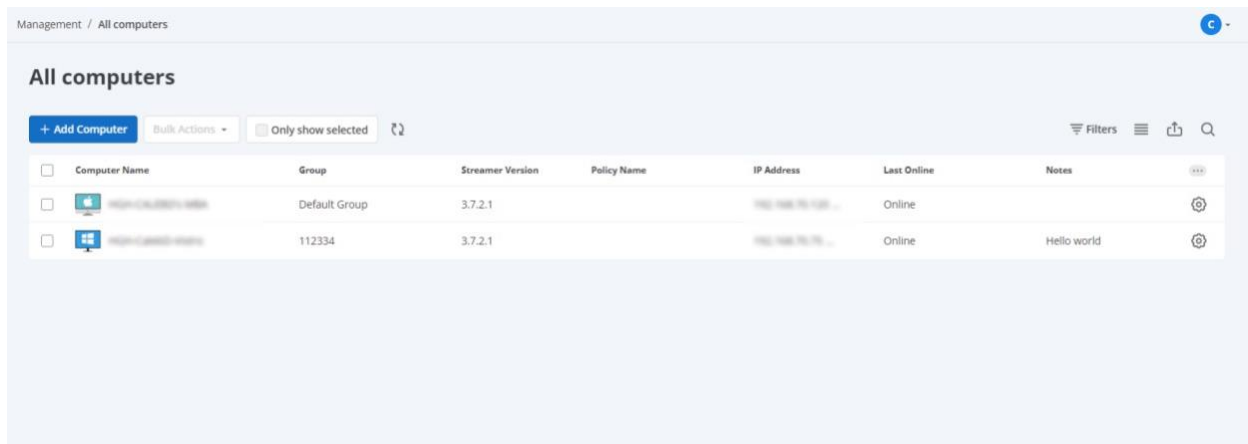 Management / All computers
C
All computers
+ Add Computer Bulk Actions Only show selected Filters
Computer Name Group Streamer Version Policy Name IP Address Last Online Notes
Default Group 3.7.2.1 Online
112334 3.7.2.1 Online Hello world